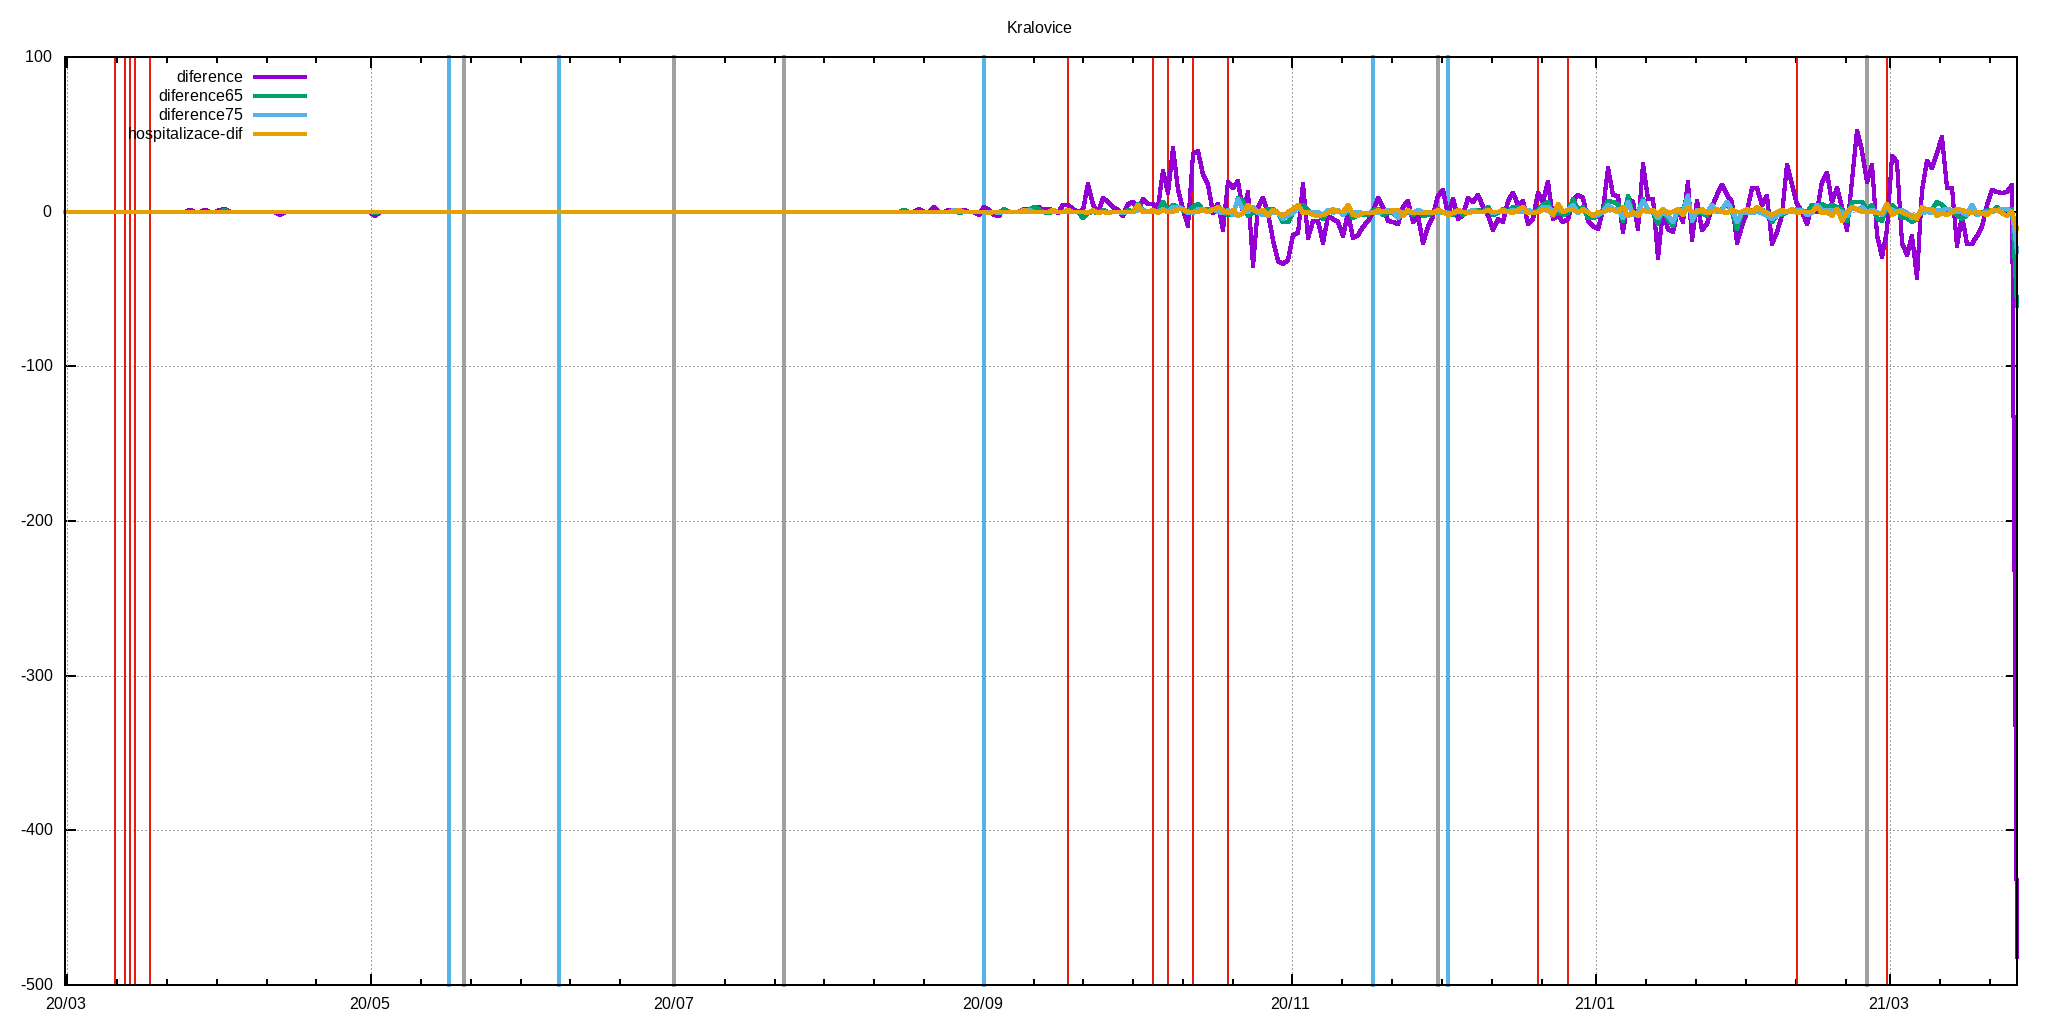 Kralovice
100
diference
diference65
diference75
hospitalizace-dif
0
-100
-200
-300
-400
-500
20/03 20/05 20/07 20/09 20/11 21/01 21/03